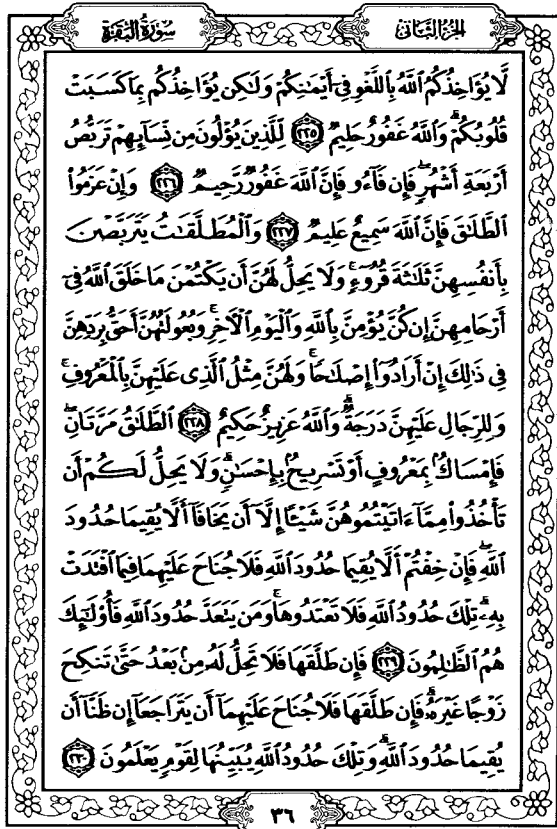 سُورَةُ البَقَرَةِ
الجُزْءُ الثَّانِي
لَّا يُؤَاخِذُكُمُ ٱللَّهُ بِٱللَّغْوِ فِىٓ أَيْمَٰنِكُمْ وَلَٰكِن يُؤَاخِذُكُم بِمَا كَسَبَتْ
قُلُوبُكُمْ ۗ وَٱللَّهُ غَفُورٌ حَلِيمٌ ٢٢٥ لِّلَّذِينَ يُؤْلُونَ مِن نِّسَآئِهِمْ تَرَبُّصُ
أَرْبَعَةِ أَشْهُرٍ ۖ فَإِن فَآءُو فَإِنَّ ٱللَّهَ غَفُورٌ رَّحِيمٌ ٢٢٦ وَإِنْ عَزَمُوا۟
ٱلطَّلَٰقَ فَإِنَّ ٱللَّهَ سَمِيعٌ عَلِيمٌ ٢٢٧ وَٱلْمُطَلَّقَٰتُ يَتَرَبَّصْنَ
بِأَنفُسِهِنَّ ثَلَٰثَةَ قُرُوٓءٍ ۚ وَلَا يَحِلُّ لَهُنَّ أَن يَكْتُمْنَ مَا خَلَقَ ٱللَّهُ فِىٓ
أَرْحَامِهِنَّ إِن كُنَّ يُؤْمِنَّ بِٱللَّهِ وَٱلْيَوْمِ ٱلْءَاخِرِ ۚ وَبُعُولَتُهُنَّ أَحَقُّ بِرَدِّهِنَّ
فِى ذَٰلِكَ إِنْ أَرَادُوٓا۟ إِصْلَٰحًا ۚ وَلَهُنَّ مِثْلُ ٱلَّذِى عَلَيْهِنَّ بِٱلْمَعْرُوفِ ۚ
وَلِلرِّجَالِ عَلَيْهِنَّ دَرَجَةٌ ۗ وَٱللَّهُ عَزِيزٌ حَكِيمٌ ٢٢٨ ٱلطَّلَٰقُ مَرَّتَانِ ۖ
فَإِمْسَاكٌۢ بِمَعْرُوفٍ أَوْ تَسْرِيحٌۢ بِإِحْسَٰنٍ ۗ وَلَا يَحِلُّ لَكُمْ أَن
تَأْخُذُوا۟ مِمَّآ ءَاتَيْتُمُوهُنَّ شَيْـًٔا إِلَّآ أَن يَخَافَآ أَلَّا يُقِيمَا حُدُودَ
ٱللَّهِ ۖ فَإِنْ خِفْتُمْ أَلَّا يُقِيمَا حُدُودَ ٱللَّهِ فَلَا جُنَاحَ عَلَيْهِمَا فِيمَا ٱفْتَدَتْ
بِهِۦ ۗ تِلْكَ حُدُودُ ٱللَّهِ فَلَا تَعْتَدُوهَا ۚ وَمَن يَتَعَدَّ حُدُودَ ٱللَّهِ فَأُو۟لَٰٓئِكَ
هُمُ ٱلظَّٰلِمُونَ ٢٢٩ فَإِن طَلَّقَهَا فَلَا تَحِلُّ لَهُۥ مِنۢ بَعْدُ حَتَّىٰ تَنكِحَ
زَوْجًا غَيْرَهُۥ ۗ فَإِن طَلَّقَهَا فَلَا جُنَاحَ عَلَيْهِمَآ أَن يَتَرَاجَعَآ إِن ظَنَّآ أَن
يُقِيمَا حُدُودَ ٱللَّهِ ۗ وَتِلْكَ حُدُودُ ٱللَّهِ يُبَيِّنُهَا لِقَوْمٍ يَعْلَمُونَ ٢٣٠
٣٦